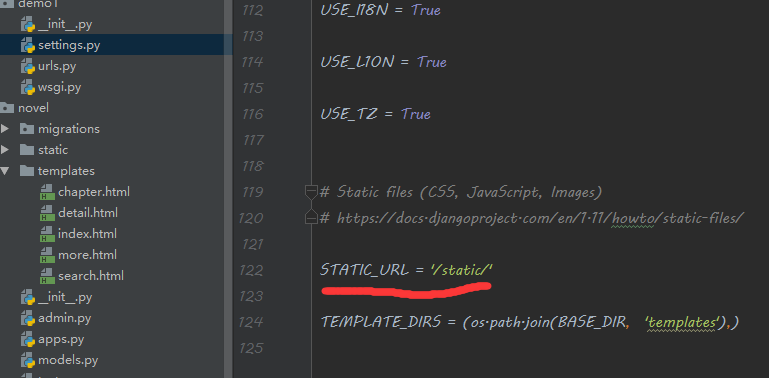 demo1
__init__.py
settings.py
urls.py
wsgi.py
novel
migrations
static
templates
chapter.html
detail.html
index.html
more.html
search.html
__init__.py
admin.py
apps.py
models.py
112 USE_I18N = True
113
114 USE_L10N = True
115
116 USE_TZ = True
117
118
119 # Static files (CSS, JavaScript, Images)
120 # https://docs.djangoproject.com/en/1.11/howto/static-files/
121
122 STATIC_URL = '/static/'
123
124 TEMPLATE_DIRS = (os.path.join(BASE_DIR, 'templates'),)
125